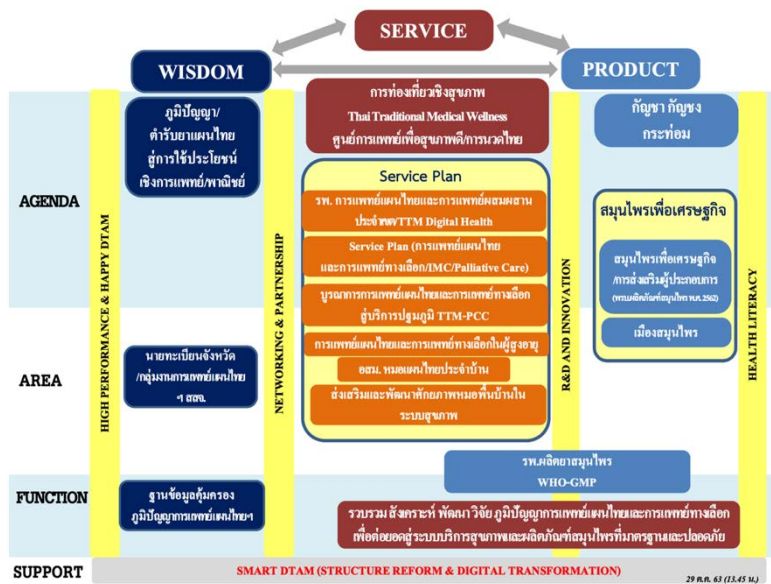 SERVICE
WISDOM
PRODUCT
AGENDA
AREA
FUNCTION
SUPPORT
HIGH PERFORMANCE & HAPPY DTAM
ภูมิปัญญา/
ตำรับยาแผนไทย
สู่การใช้ประโยชน์
เชิงการแพทย์/พาณิชย์
นายทะเบียนจังหวัด
/กลุ่มงานการแพทย์แผนไทย
ฯ สสจ.
ฐานข้อมูลคุ้มครอง
ภูมิปัญญาการแพทย์แผนไทยฯ
NETWORKING & PARTNERSHIP
การท่องเที่ยวเชิงสุขภาพ
Thai Traditional Medical Wellness
ศูนย์การแพทย์เพื่อสุขภาพดี/การนวดไทย
Service Plan
รพ. การแพทย์แผนไทยและการแพทย์ผสมผสาน
/TTM Digital Health
Service Plan (การแพทย์แผนไทย
และการแพทย์ทางเลือก/IMC/Palliative Care)
บูรณาการการแพทย์แผนไทยและการแพทย์ทางเลือก
สู่บริการปฐมภูมิ TTM-PCC
การแพทย์แผนไทยและการแพทย์ทางเลือกในผู้สูงอายุ
อสม. หมอแผนไทยประจำบ้าน
ส่งเสริมและพัฒนาศักยภาพหมอพื้นบ้านใน
ระบบสุขภาพ
R&D AND INNOVATION
กัญชา กัญชง
กระท่อม
สมุนไพรเพื่อเศรษฐกิจ
สมุนไพรเพื่อเศรษฐกิจ
/การส่งเสริมผู้ประกอบการ
(พรบ.ผลิตภัณฑ์สมุนไพร พ.ศ.2562)
เมืองสมุนไพร
HEALTH LITERACY
รพ.ผลิตยาสมุนไพร
WHO-GMP
รวบรวม สังเคราะห์ พัฒนา วิจัย ภูมิปัญญาการแพทย์แผนไทยและการแพทย์ทางเลือก
เพื่อต่อยอดสู่ระบบบริการสุขภาพและผลิตภัณฑ์สมุนไพรที่มาตรฐานและปลอดภัย
SMART DTAM (STRUCTURE REFORM & DIGITAL TRANSFORMATION)
29 ต.ค. 63 (13.45 น.)